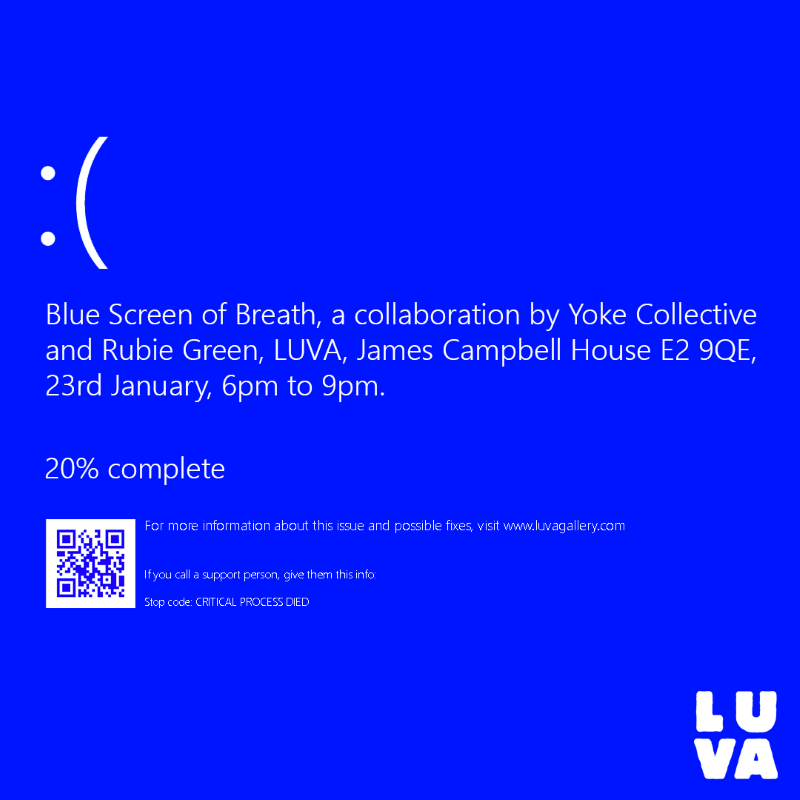 :(
Blue Screen of Breath, a collaboration by Yoke Collective
and Rubie Green, LUVA, James Campbell House E2 9QE,
23rd January, 6pm to 9pm.
20% complete
For more information about this issue and possible fixes, visit www.luvagallery.com
If you call a support person, give them this info:
Stop code: CRITICAL PROCESS DIED
LU
VA